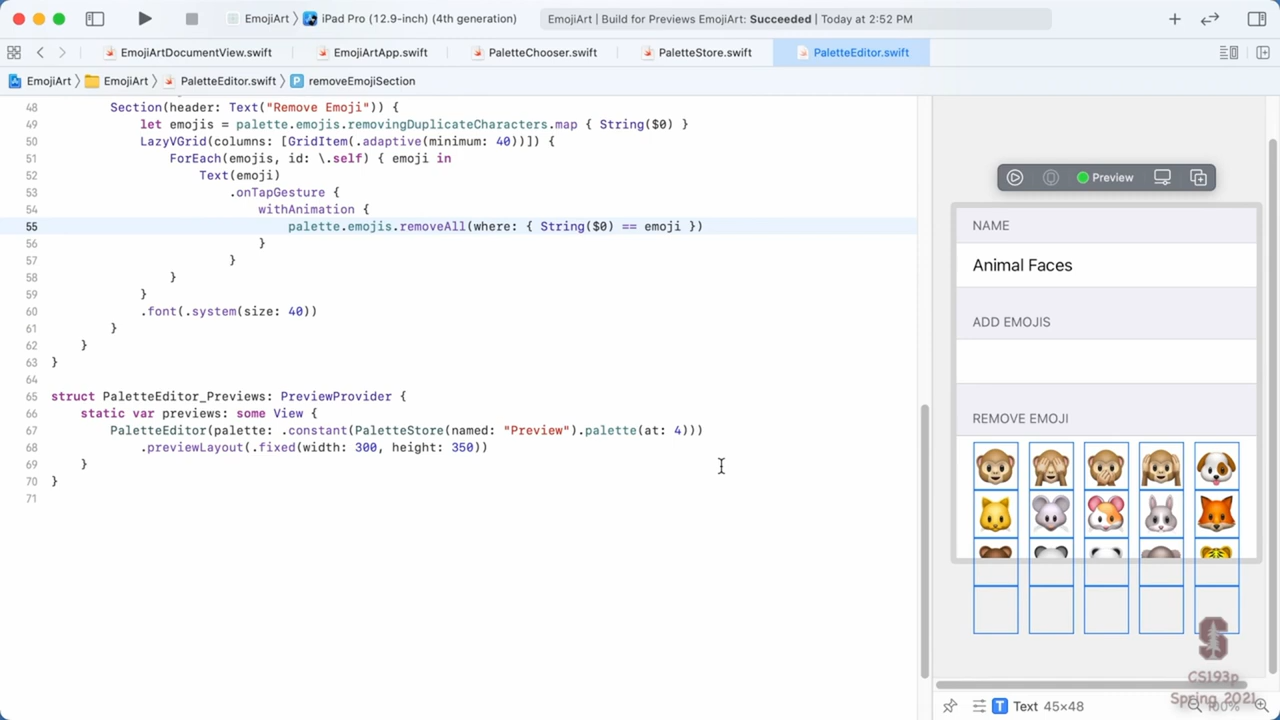 EmojiArt 〉 iPad Pro (12.9-inch) (4th generation)
EmojiArt | Build for Previews EmojiArt: Succeeded | Today at 2:52 PM
EmojiArtDocumentView.swift
EmojiArtApp.swift
PaletteChooser.swift
PaletteStore.swift
PaletteEditor.swift
EmojiArt 〉 EmojiArt 〉 PaletteEditor.swift 〉 P removeEmojiSection
48 Section(header: Text("Remove Emoji")) {
49 let emojis = palette.emojis.removingDuplicateCharacters.map { String($0) }
50 LazyVGrid(columns: [GridItem(.adaptive(minimum: 40))]) {
51 ForEach(emojis, id: \.self) { emoji in
52 Text(emoji)
53 .onTapGesture {
54 withAnimation {
55 palette.emojis.removeAll(where: { String($0) == emoji })
56 }
57 }
58 }
59 }
60 .font(.system(size: 40))
61 }
62 }
63 }
64
65 struct PaletteEditor_Previews: PreviewProvider {
66 static var previews: some View {
67 PaletteEditor(palette: .constant(PaletteStore(named: "Preview").palette(at: 4)))
68 .previewLayout(.fixed(width: 300, height: 350))
69 }
70 }
71
Preview
NAME
Animal Faces
ADD EMOJIS
REMOVE EMOJI
S
CS193p
Spring 2021
T Text 45×48
100%